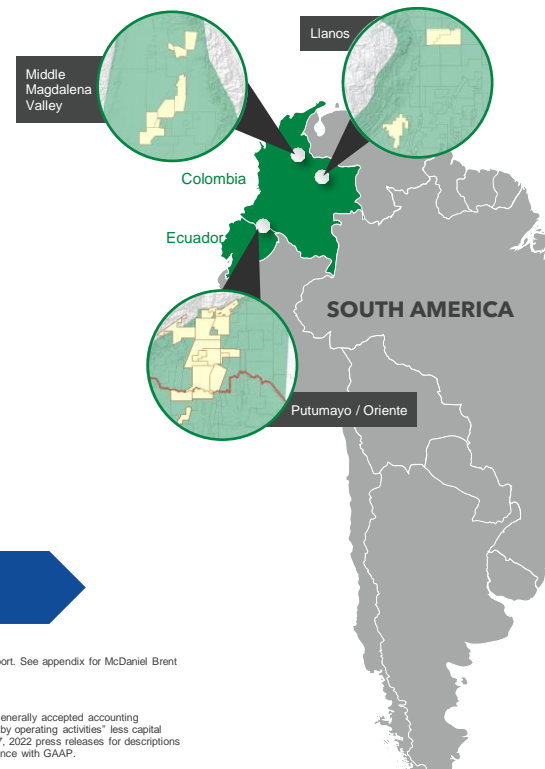 Llanos
Middle
Magdalena
Valley
Colombia
Ecuador
SOUTH AMERICA
Putumayo / Oriente
port. See appendix for McDaniel Brent
enerally accepted accounting
by operating activities” less capital
7, 2022 press releases for descriptions
nce with GAAP.